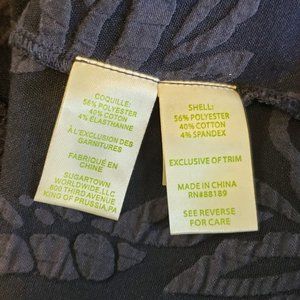 COQUILLE:
56% POLYESTER
40% COTON
4% ÉLASTHANNE
À L'EXCLUSION DES
GARNITURES
FABRIQUÉ EN
CHINE
SUGARTOWN
WORLDWIDE, LLC
800 THIRD AVENUE
KING OF PRUSSIA, PA
SHELL:
56% POLYESTER
40% COTTON
4% SPANDEX
EXCLUSIVE OF TRIM
MADE IN CHINA
RN#88189
SEE REVERSE
FOR CARE